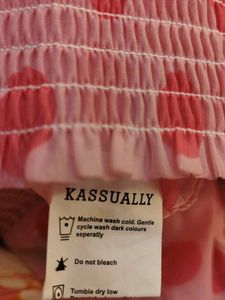 KASSUALLY
Machine wash cold. Gentle
cycle wash dark colours
seperatly
Do not bleach
Tumble dry low